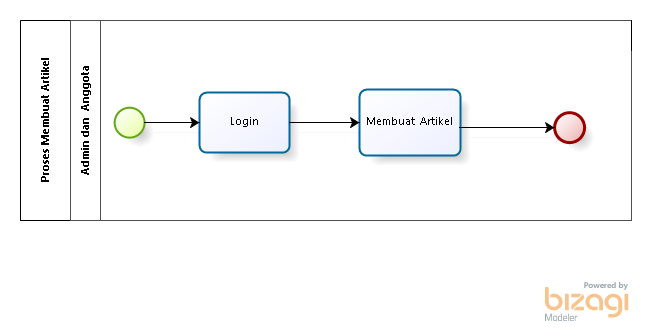 Proses Membuat Artikel
Admin dan Anggota
Login
Membuat Artikel
Powered by
bizagi
Modeler